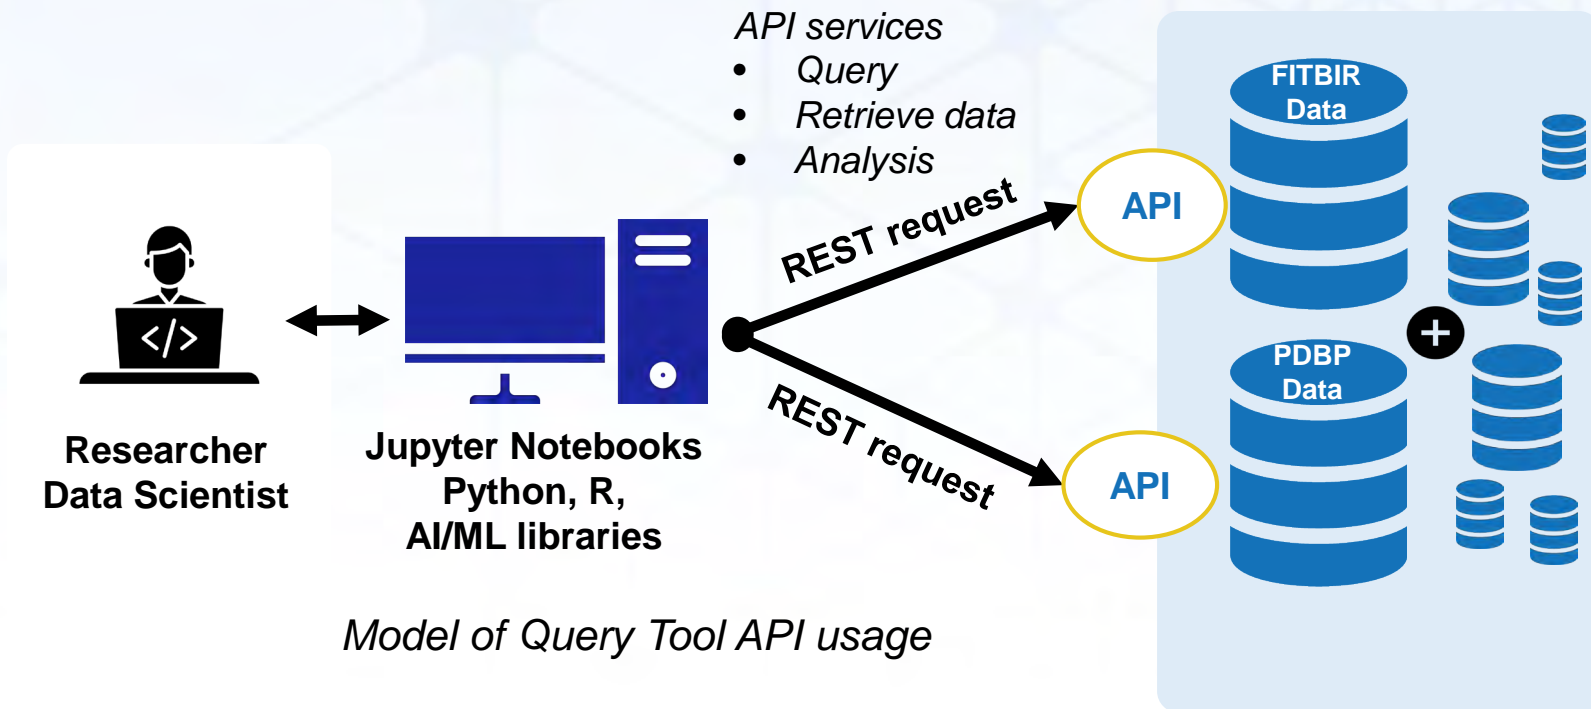 API services
• Query
• Retrieve data
• Analysis
FITBIR
Data
REST request
API
</>
PDBP
Data
REST request
API
Researcher
Data Scientist
Jupyter Notebooks
Python, R,
AI/ML libraries
Model of Query Tool API usage